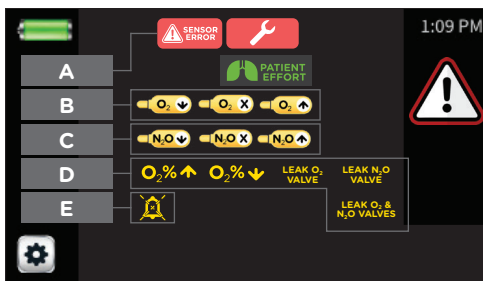 SENSOR
ERROR
1:09 PM
A
PATIENT
EFFORT
B
O₂
O₂ X
O₂
C
N₂O
N₂O X
N₂O
D
O₂%
O₂%
LEAK O₂
VALVE
LEAK N₂O
VALVE
LEAK O₂ &
N₂O VALVES
E